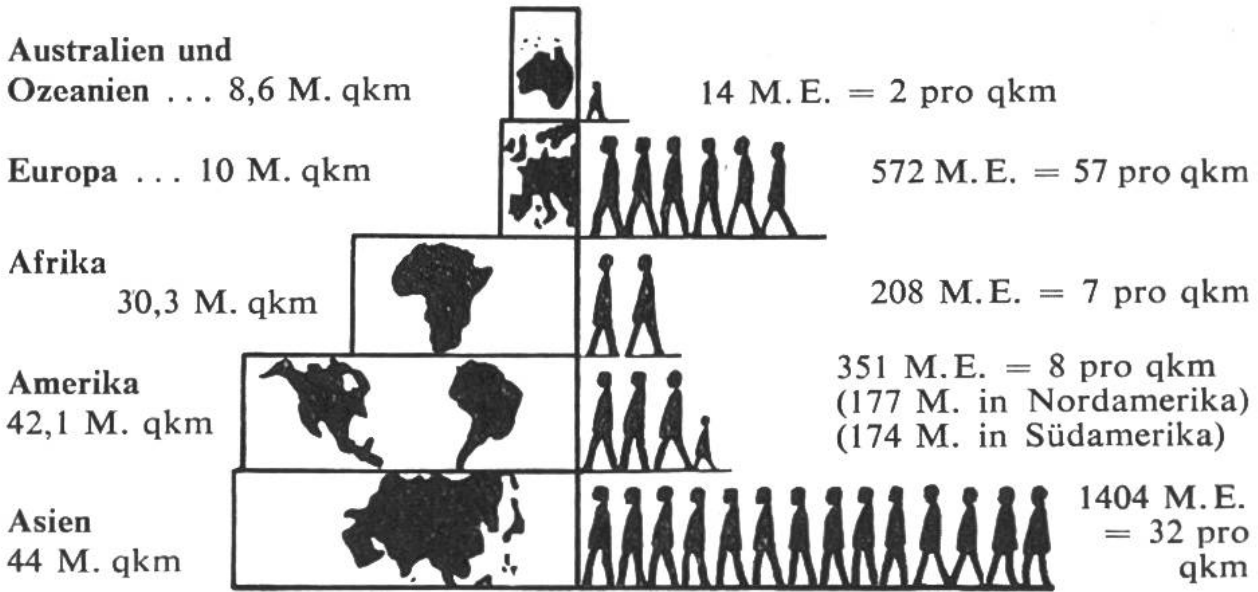 Australien und
Ozeanien ... 8,6 M. qkm
14 M.E. = 2 pro qkm
Europa ... 10 M. qkm
572 M.E. = 57 pro qkm
Afrika
30,3 M. qkm
208 M.E. = 7 pro qkm
Amerika
42,1 M. qkm
351 M.E. = 8 pro qkm
(177 M. in Nordamerika)
(174 M. in Südamerika)
Asien
44 M. qkm
1404 M.E.
= 32 pro
qkm